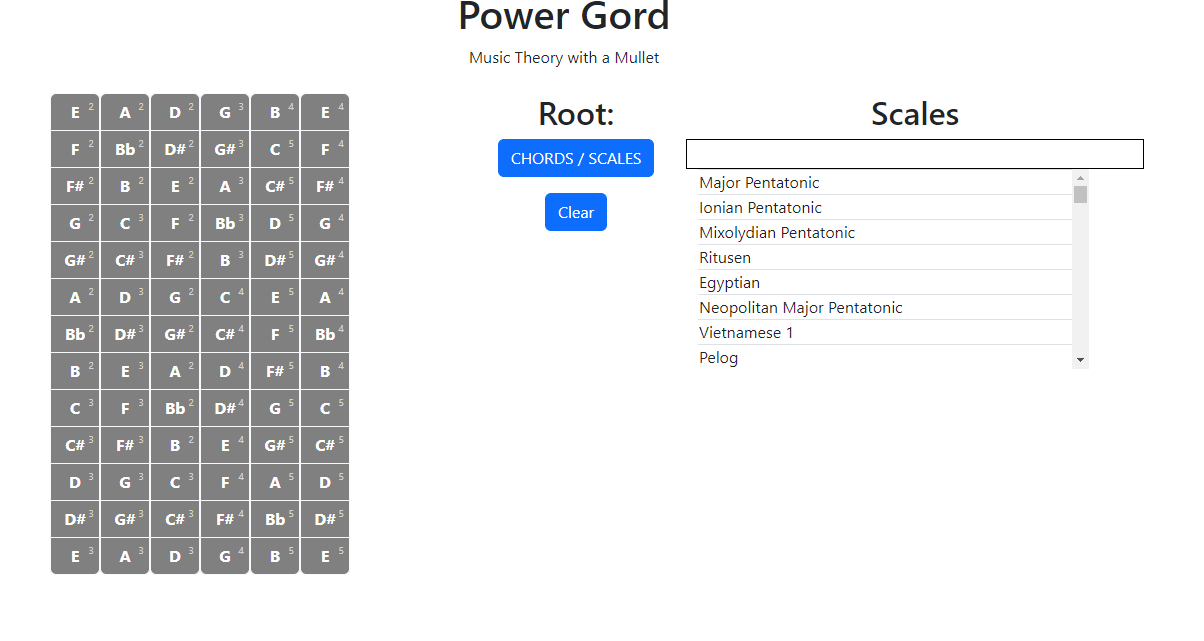 Power Gord
Music Theory with a Mullet
E 2 A 2 D 2 G 3 B 4 E 4
F 2 Bb 2 D# 2 G# 3 C 5 F 4
F# 2 B 2 E 2 A 3 C# 5 F# 4
G 2 C 3 F 2 Bb 3 D 5 G 4
G# 2 C# 3 F# 2 B 3 D# 5 G# 4
A 2 D 3 G 2 C 4 E 5 A 4
Bb 2 D# 3 G# 2 C# 4 F 5 Bb 4
B 2 E 3 A 2 D 4 F# 5 B 4
C 3 F 3 Bb 2 D# 4 G 5 C 5
C# 3 F# 3 B 2 E 4 G# 5 C# 5
D 3 G 3 C 3 F 4 A 5 D 5
D# 3 G# 3 C# 3 F# 4 Bb 5 D# 5
E 3 A 3 D 3 G 4 B 5 E 5
Root:
CHORDS / SCALES
Clear
Scales
Major Pentatonic
Ionian Pentatonic
Mixolydian Pentatonic
Ritusen
Egyptian
Neopolitan Major Pentatonic
Vietnamese 1
Pelog